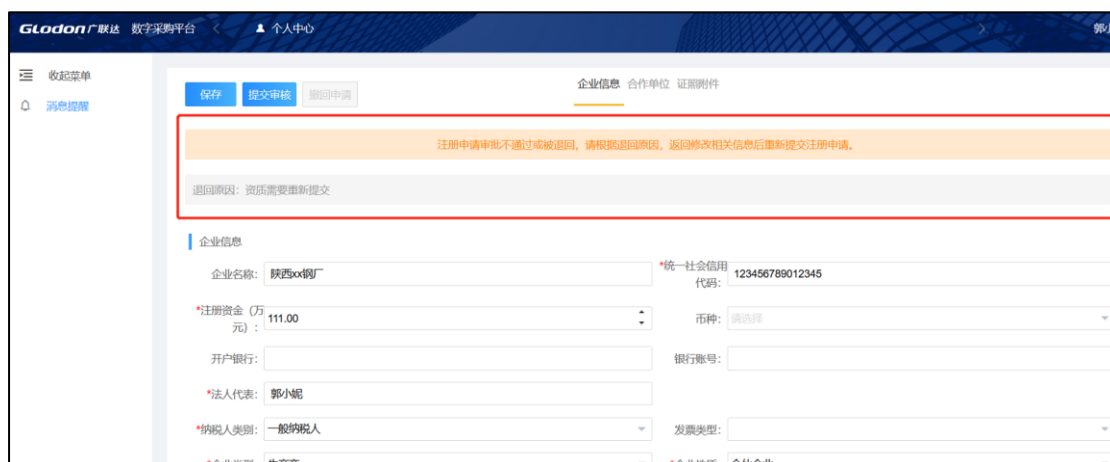 GLodon广联达 数字采购平台 个人中心 郭小
收起菜单
消息提醒
保存 提交审核 撤回申请
企业信息 合作单位 证照附件
注册申请审批不通过或被退回，请根据退回原因，返回修改相关信息后重新提交注册申请。
退回原因：资质需要重新提交
企业信息
企业名称: 陕西xx钢厂
*统一社会信用
代码: 123456789012345
*注册资金（万
元）: 111.00
币种: 请选择
开户银行:
银行账号:
*法人代表: 郭小妮
*纳税人类别: 一般纳税人
发票类型: